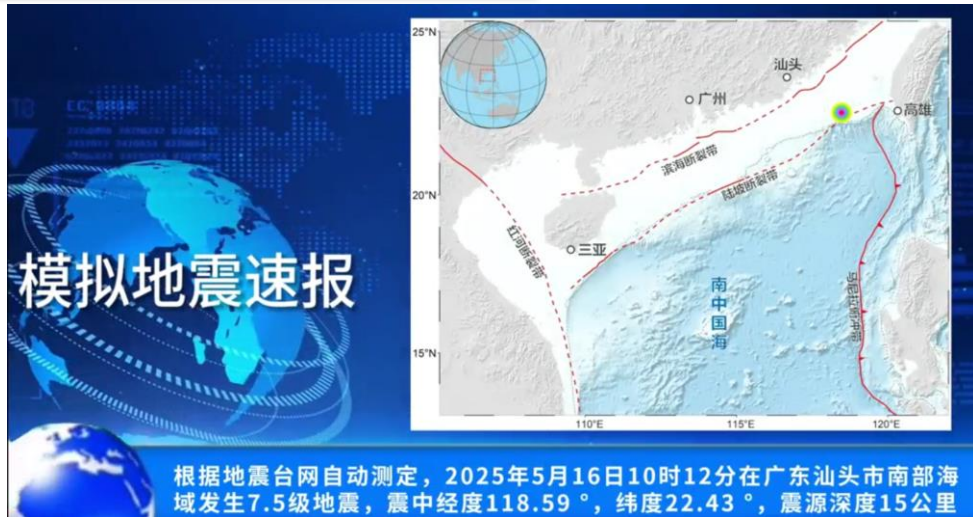 模拟地震速报
25°N
20°N
15°N
110°E
115°E
120°E
汕头
广州
高雄
滨海断裂带
陆坡断裂带
红河断裂带
三亚
南中国海
马尼拉俯冲带
根据地震台网自动测定，2025年5月16日10时12分在广东汕头市南部海
域发生7.5级地震，震中经度118.59 °，纬度22.43 °，震源深度15公里